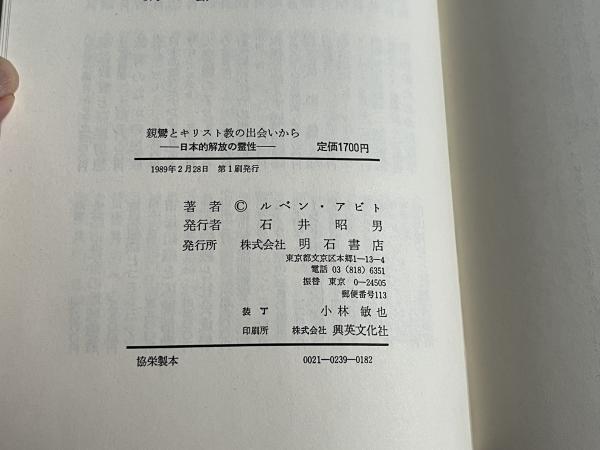 親鸞とキリスト教の出会いから
――日本的解放の霊性―― 定価1700円
1989年2月28日 第1刷発行
著者 © ルベン・アビト
発行者 石井昭男
発行所 株式会社 明石書店
東京都文京区本郷1―13―4
電話 03(818)6351
振替 東京 0―24505
郵便番号113
装丁 小林敏也
印刷所 株式会社 興英文化社
協栄製本 0021―0239―0182